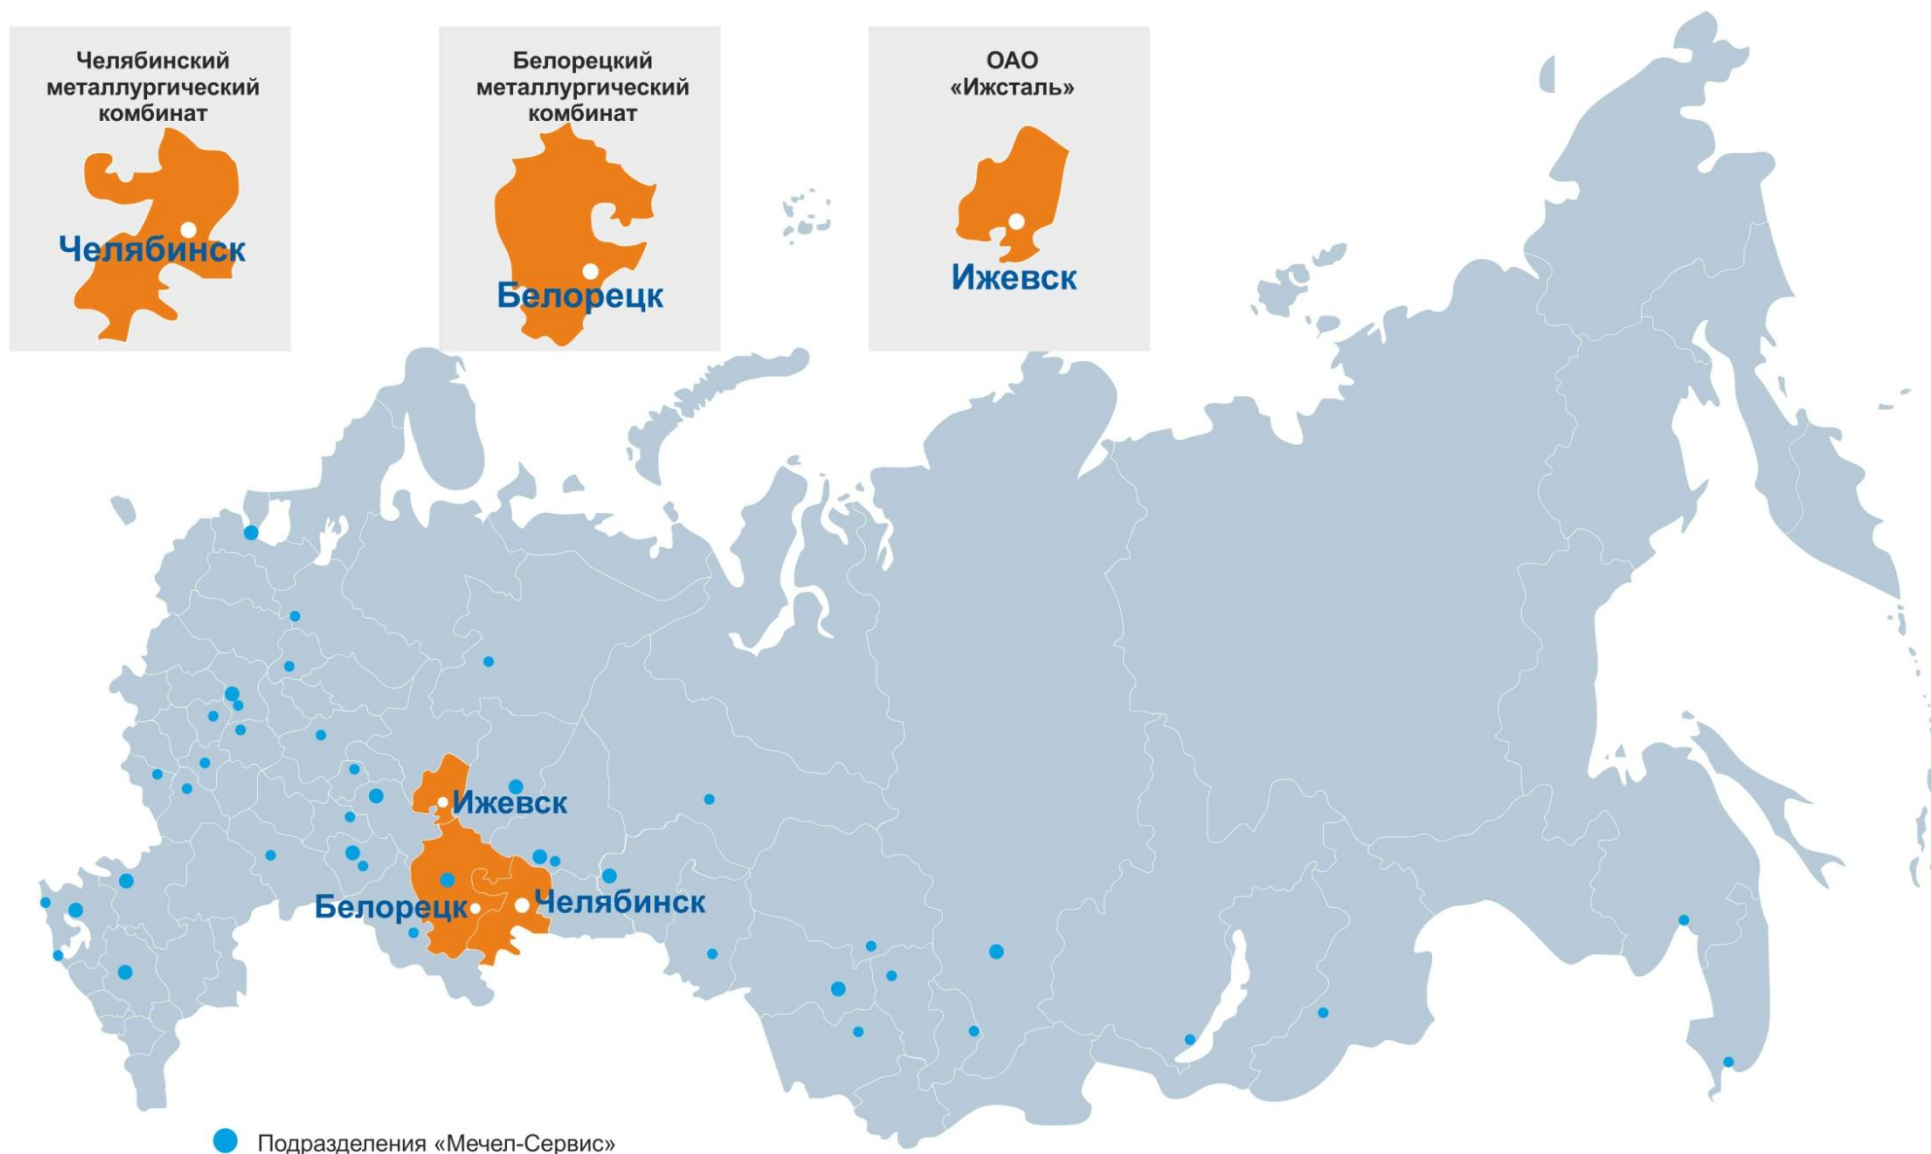 Челябинский
металлургический
комбинат
Челябинск
Белорецкий
металлургический
комбинат
Белорецк
ОАО
«Ижсталь»
Ижевск
Ижевск
Белорецк
Челябинск
Подразделения «Мечел-Сервис»